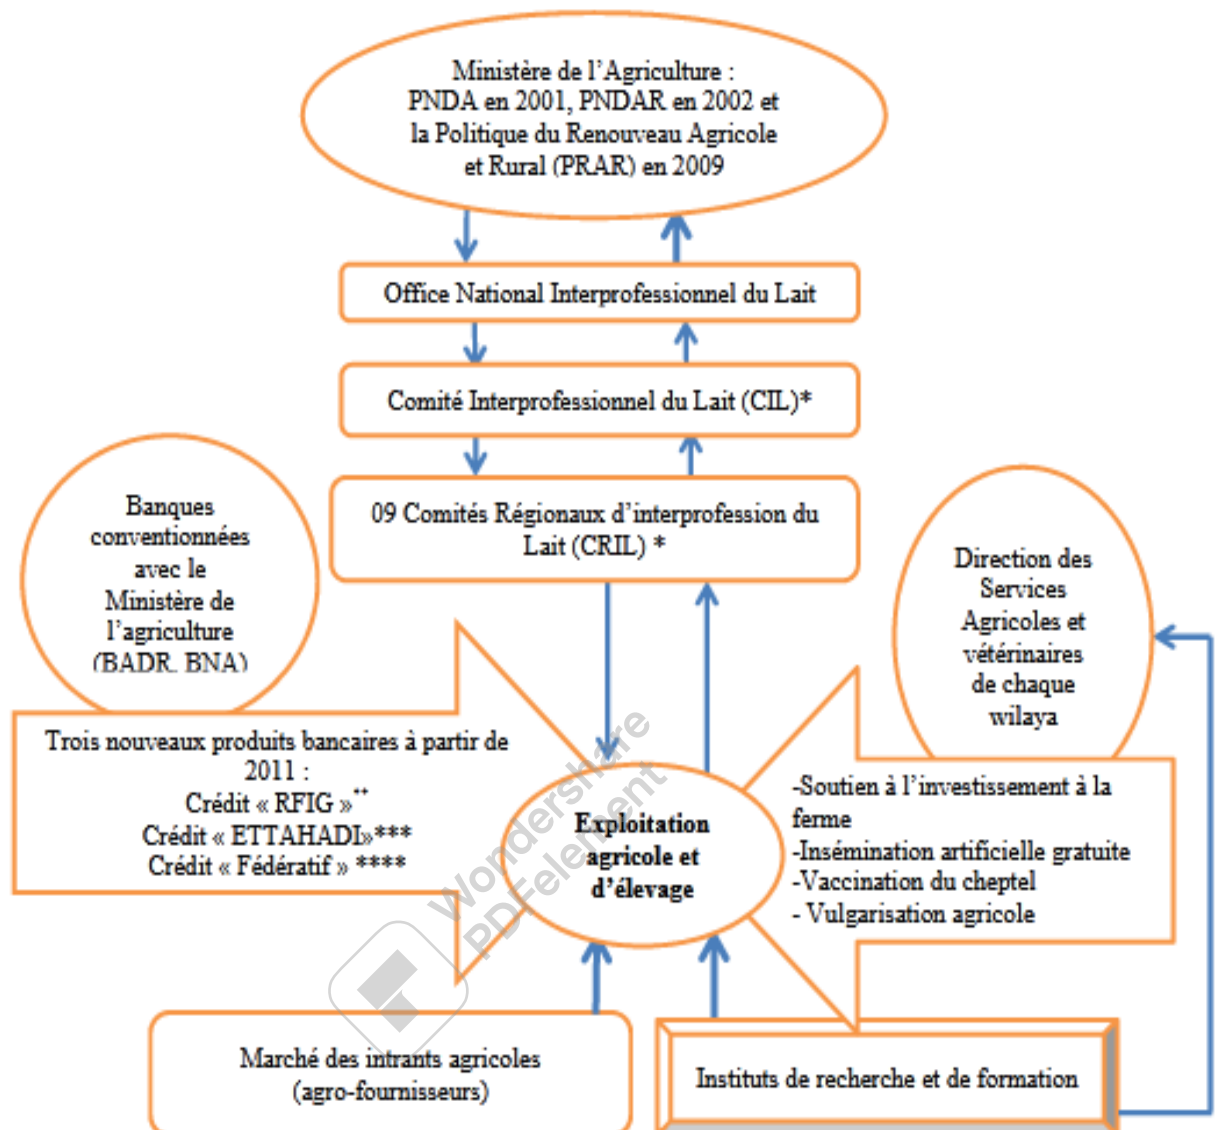 Ministère de l’Agriculture :
PNDA en 2001, PNDAR en 2002 et
la Politique du Renouveau Agricole
et Rural (PRAR) en 2009
Office National Interprofessionnel du Lait
Comité Interprofessionnel du Lait (CIL)*
09 Comités Régionaux d’interprofession du
Lait (CRIL) *
Banques
conventionnées
avec le
Ministère de
l’agriculture
(BADR, BNA)
Direction des
Services
Agricoles et
vétérinaires
de chaque
wilaya
Trois nouveaux produits bancaires à partir de
2011 :
Crédit « RFIG »**
Crédit « ETTAHADI»***
Crédit « Fédératif » ****
Exploitation
agricole et
d’élevage
-Soutien à l’investissement à la
ferme
-Insémination artificielle gratuite
-Vaccination du cheptel
- Vulgarisation agricole
Marché des intrants agricoles
(agro-fournisseurs)
Instituts de recherche et de formation
Wondershare
PDFelement